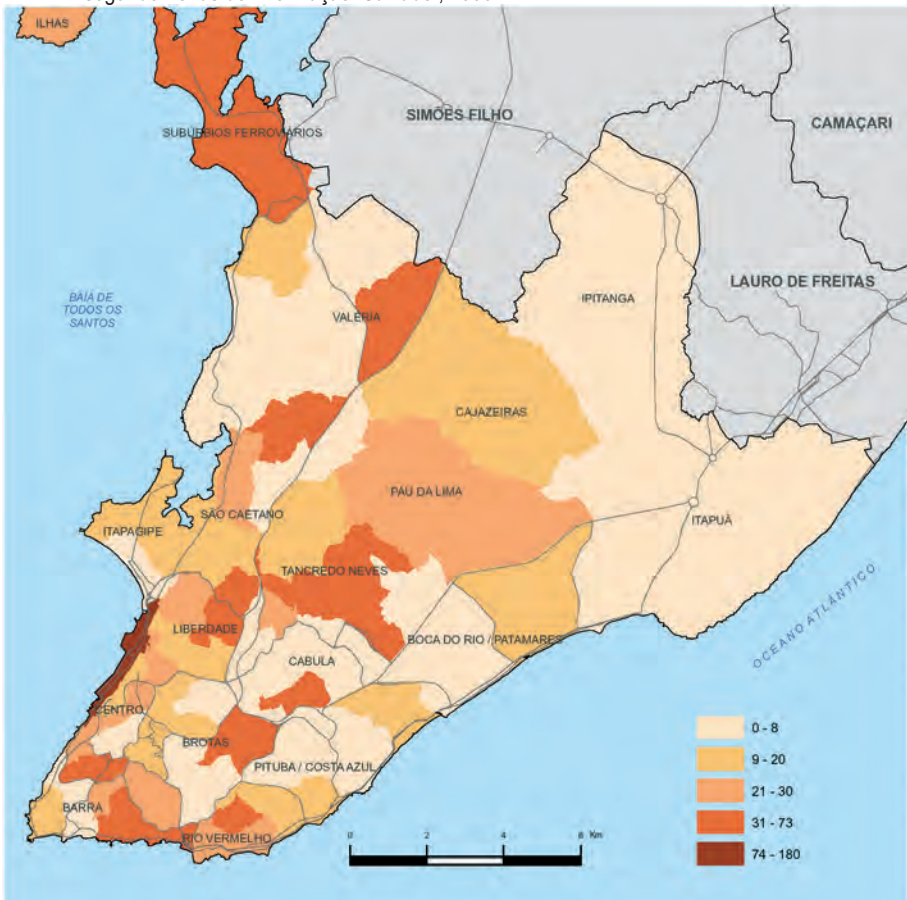 ILHAS
SIMÕES FILHO
CAMAÇARI
SUBÚRBIOS FERROVIÁRIOS
LAURO DE FREITAS
IPITANGA
BAÍA DE
TODOS OS
SANTOS
VALÉRIA
CAJAZEIRAS
PAU DA LIMA
SÃO CAETANO
ITAPAGIPE
ITAPUÃ
TANCREDO NEVES
LIBERDADE
BOCA DO RIO / PATAMARES
OCEANO ATLÂNTICO
CABULA
CENTRO
BROTAS
PITUBA / COSTA AZUL
BARRA
RIO VERMELHO
0 - 8
9 - 20
21 - 30
31 - 73
74 - 180
0 2 4 8 Km